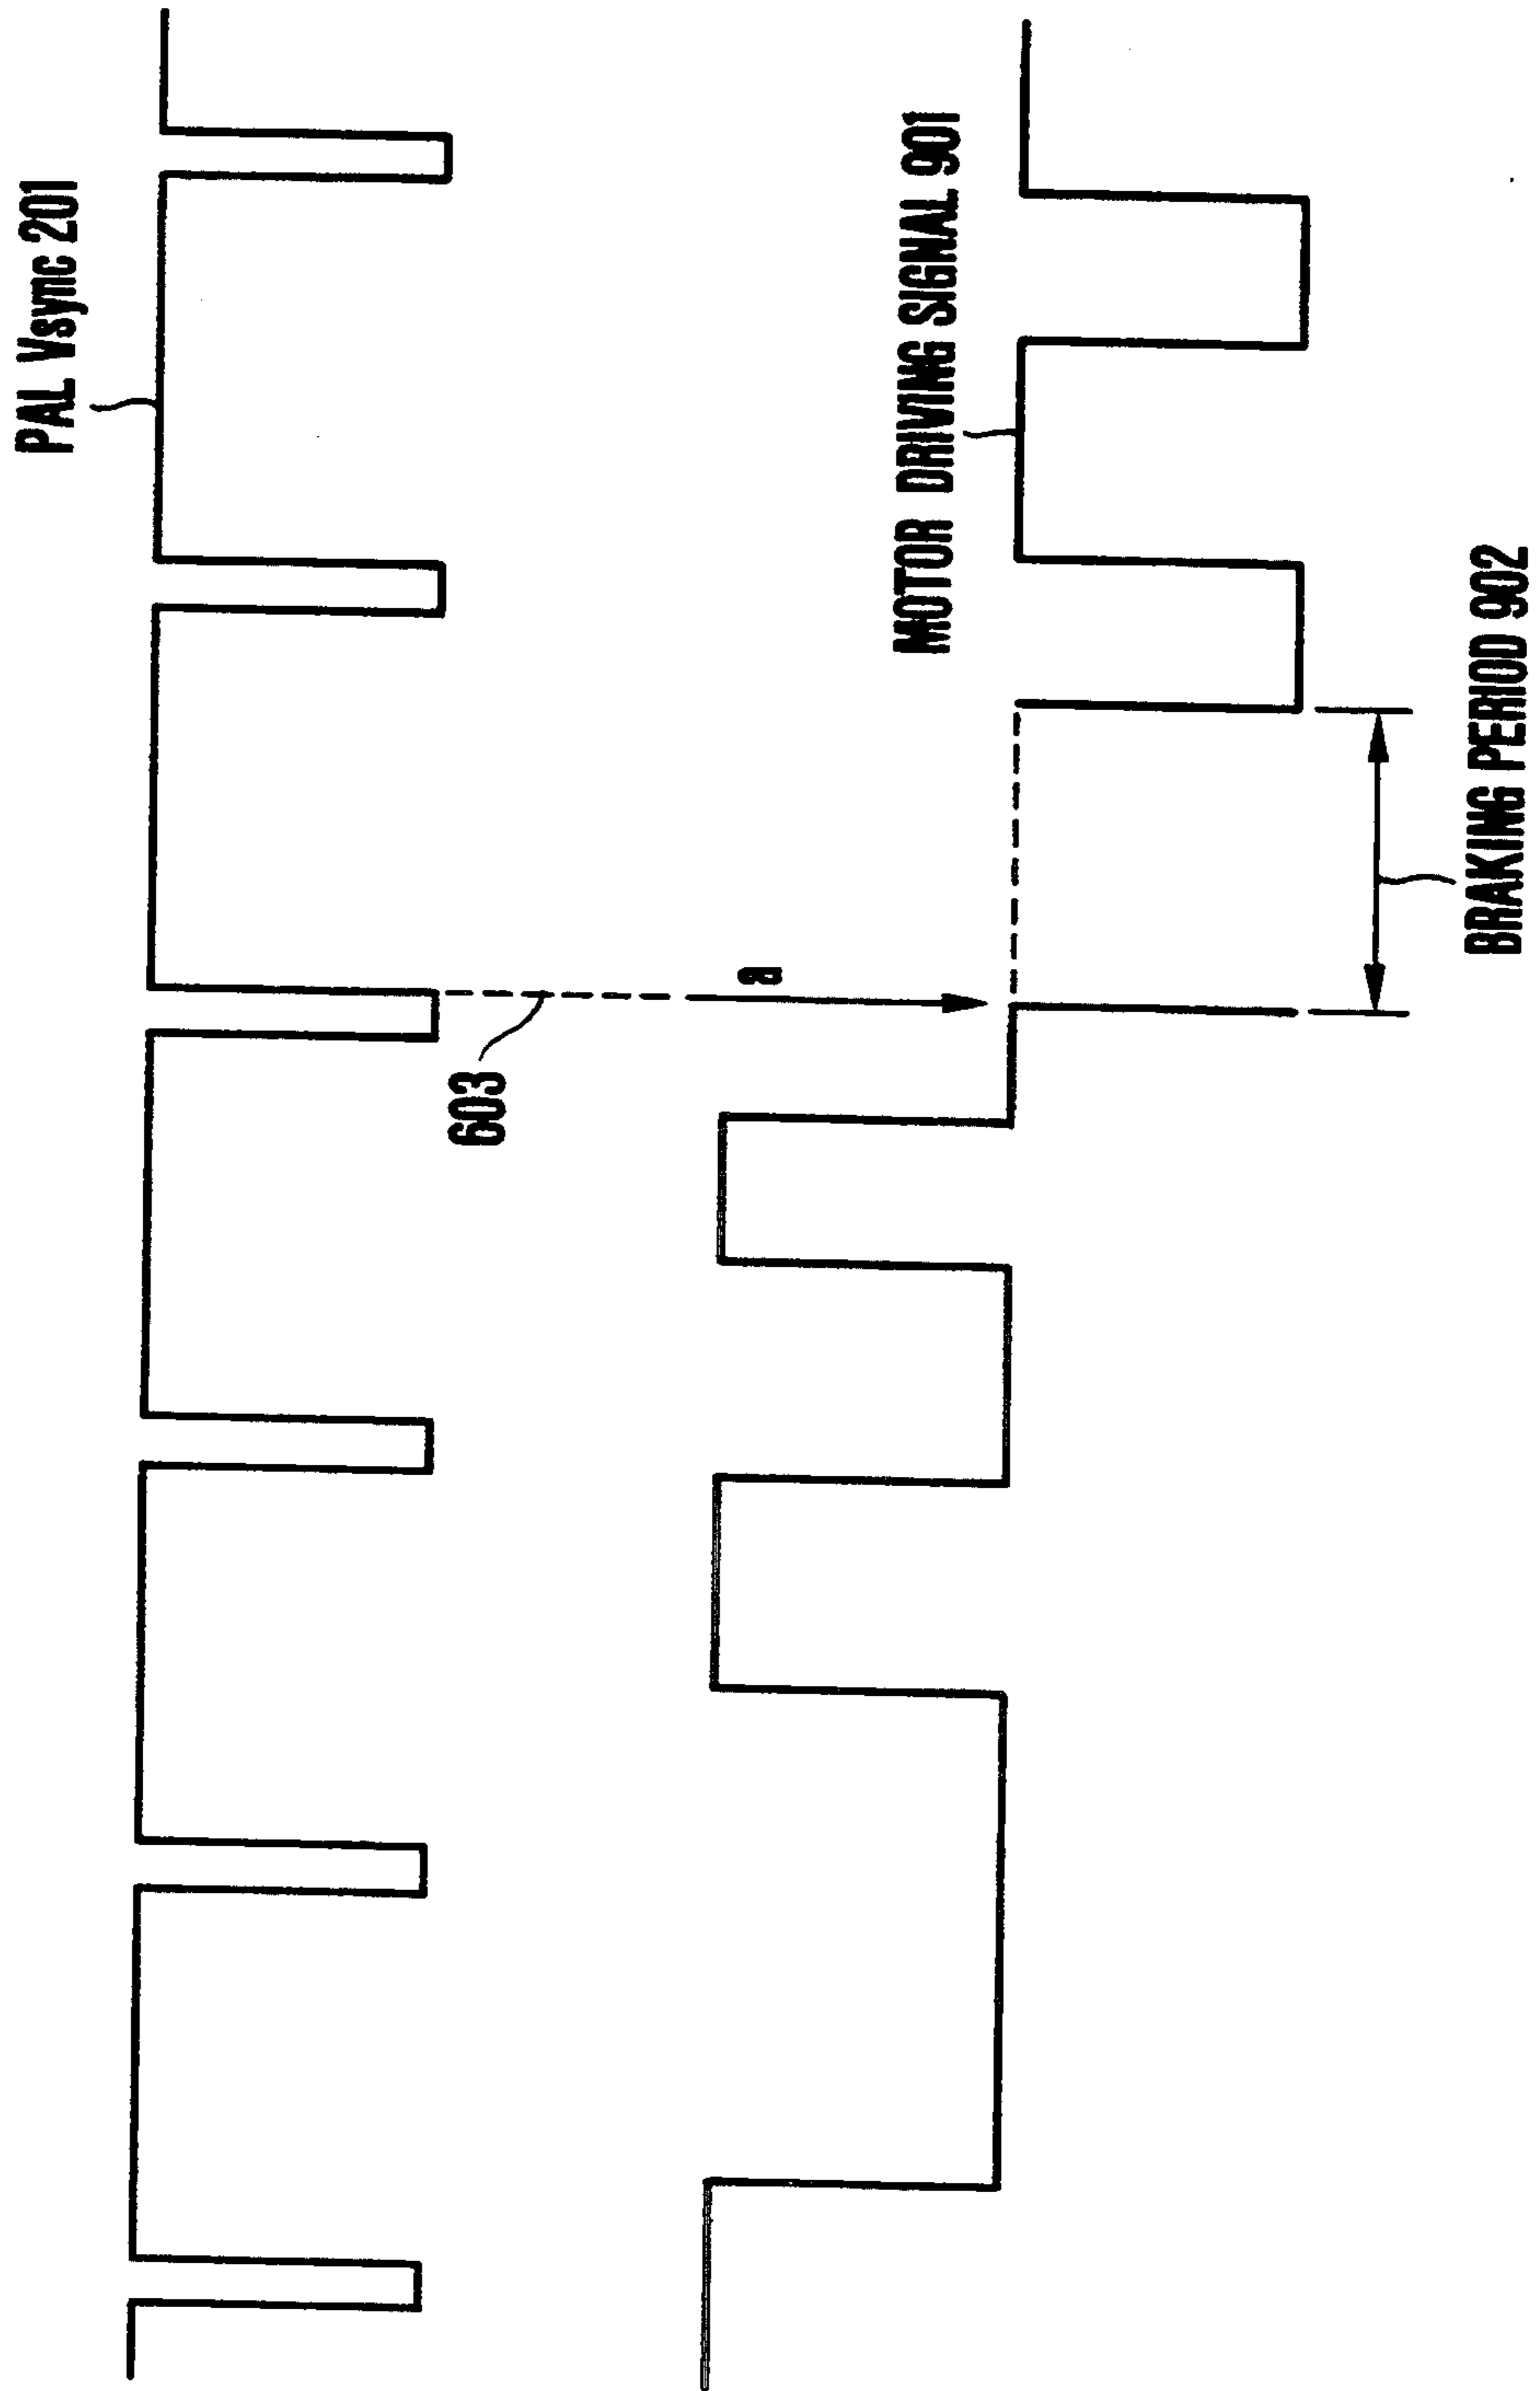 PAL Vsync 201
603
a
MOTOR DRIVING SIGNAL 901
BRAKING PERIOD 902